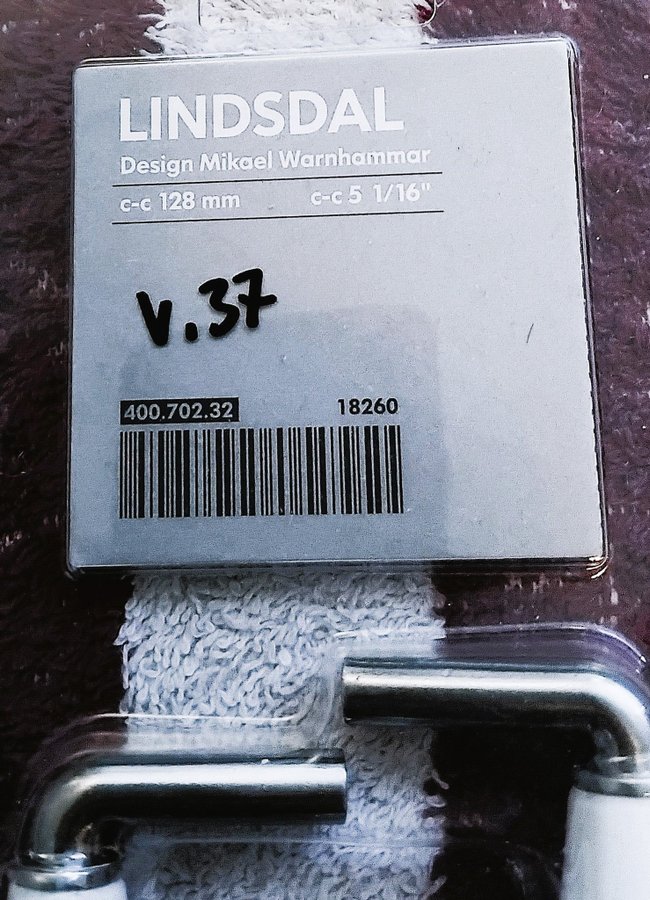 LINDSDAL
Design Mikael Warnhammar
c-c 128 mm c-c 5 1/16"
v.37
400.702.32 18260